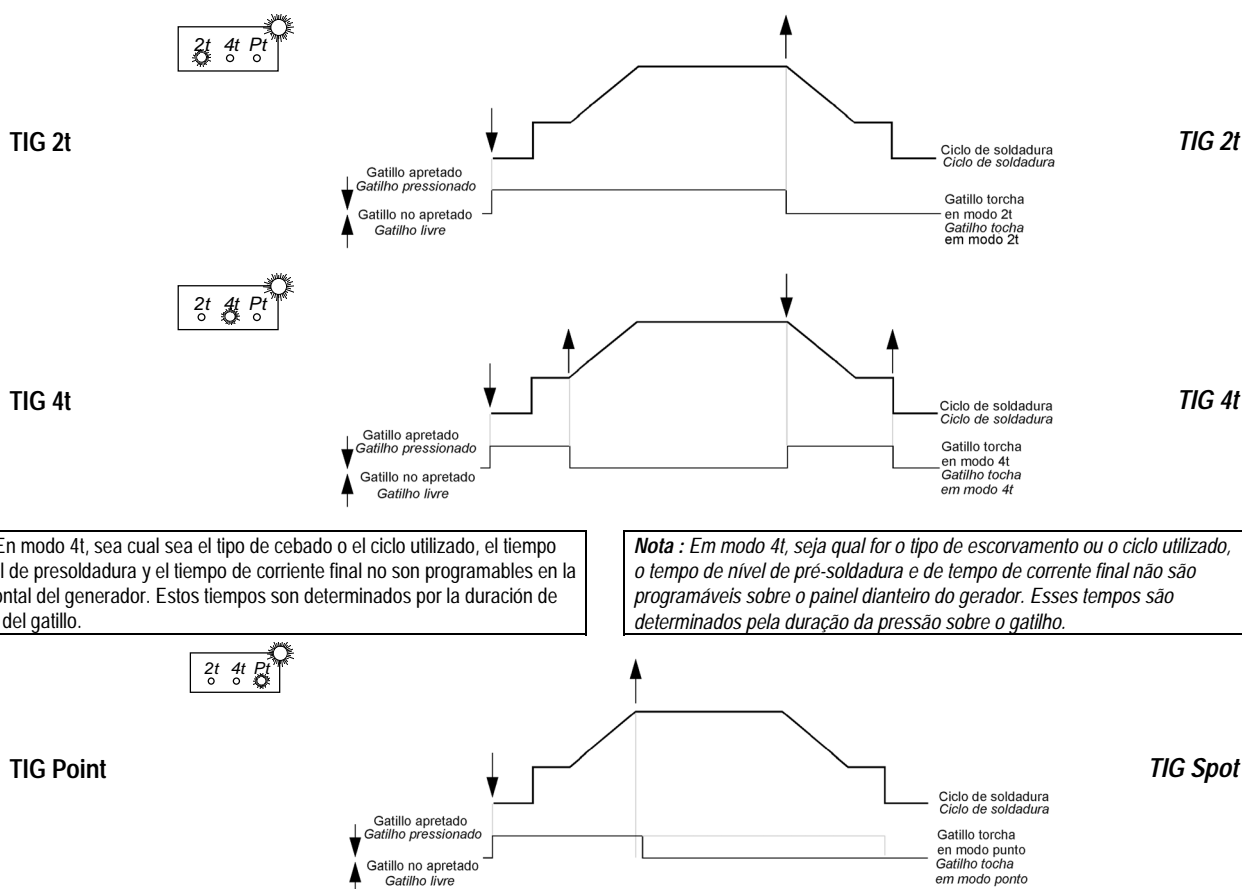 2t 4t Pt
TIG 2t
Gatillo apretado
Gatilho pressionado
Gatillo no apretado
Gatilho livre
Ciclo de soldadura
Ciclo de soldadura
Gatillo torcha
en modo 2t
Gatilho tocha
em modo 2t
TIG 2t
2t 4t Pt
TIG 4t
Gatillo apretado
Gatilho pressionado
Gatillo no apretado
Gatilho livre
Ciclo de soldadura
Ciclo de soldadura
Gatillo torcha
en modo 4t
Gatilho tocha
em modo 4t
TIG 4t
En modo 4t, sea cual sea el tipo de cebado o el ciclo utilizado, el tiempo
l de presoldadura y el tiempo de corriente final no son programables en la
ontal del generador. Estos tiempos son determinados por la duración de
del gatillo.
Nota : Em modo 4t, seja qual for o tipo de escorvamento ou o ciclo utilizado,
o tempo de nível de pré-soldadura e de tempo de corrente final não são
programáveis sobre o painel dianteiro do gerador. Esses tempos são
determinados pela duração da pressão sobre o gatilho.
2t 4t Pt
TIG Point
Gatillo apretado
Gatilho pressionado
Gatillo no apretado
Gatilho livre
Ciclo de soldadura
Ciclo de soldadura
Gatillo torcha
en modo punto
Gatilho tocha
em modo ponto
TIG Spot